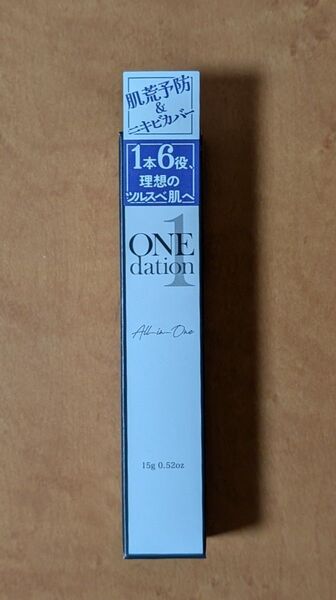 肌荒予防
&
ニキビカバー
1本6役、
理想の
ツルスベ肌へ
1
ONE
dation
All-in-One
15g 0.52oz